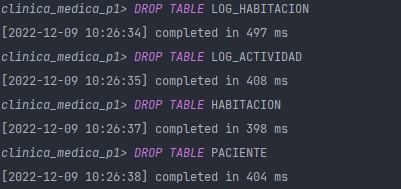 clinica_medica_p1> DROP TABLE LOG_HABITACION
[2022-12-09 10:26:34] completed in 497 ms
clinica_medica_p1> DROP TABLE LOG_ACTIVIDAD
[2022-12-09 10:26:35] completed in 408 ms
clinica_medica_p1> DROP TABLE HABITACION
[2022-12-09 10:26:37] completed in 398 ms
clinica_medica_p1> DROP TABLE PACIENTE
[2022-12-09 10:26:38] completed in 404 ms